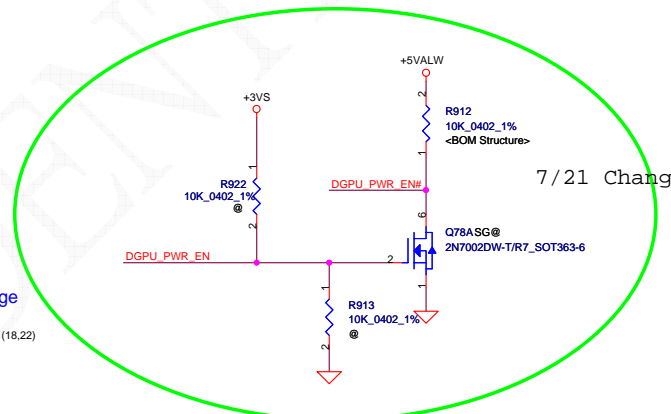 +5VALW
+3VS
2
R912
10K_0402_1%
<BOM Structure>
1
1
R922
10K_0402_1%
@
2
DGPU_PWR_EN#
7/21 Chang
6
Q78ASG@
2N7002DW-T/R7_SOT363-6
DGPU_PWR_EN
2
1
1
R913
10K_0402_1%
@
2
ge
(18,22)